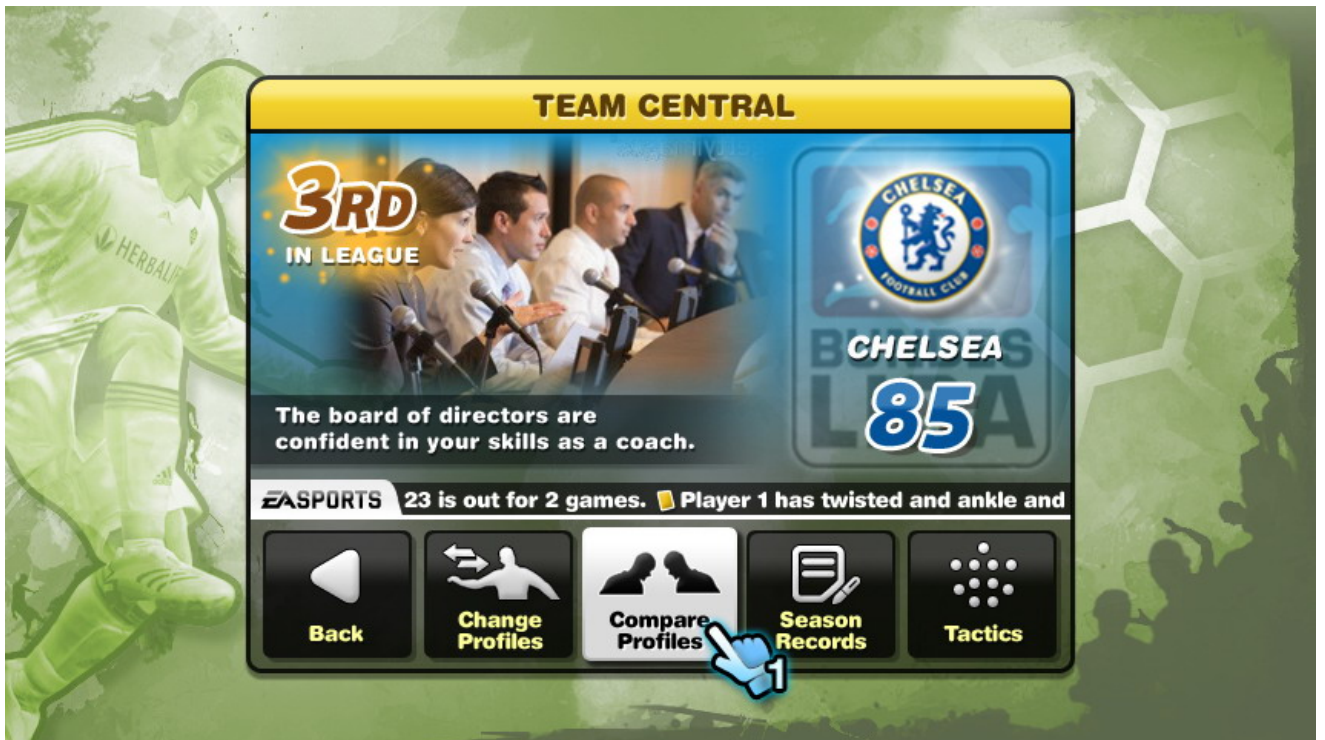 TEAM CENTRAL
3RD
IN LEAGUE
CHELSEA
FOOTBALL CLUB
BUNDES
LIGA
CHELSEA
85
The board of directors are
confident in your skills as a coach.
EA SPORTS
23 is out for 2 games. Player 1 has twisted and ankle and
Back
Change
Profiles
Compare
Profiles
Season
Records
Tactics
1